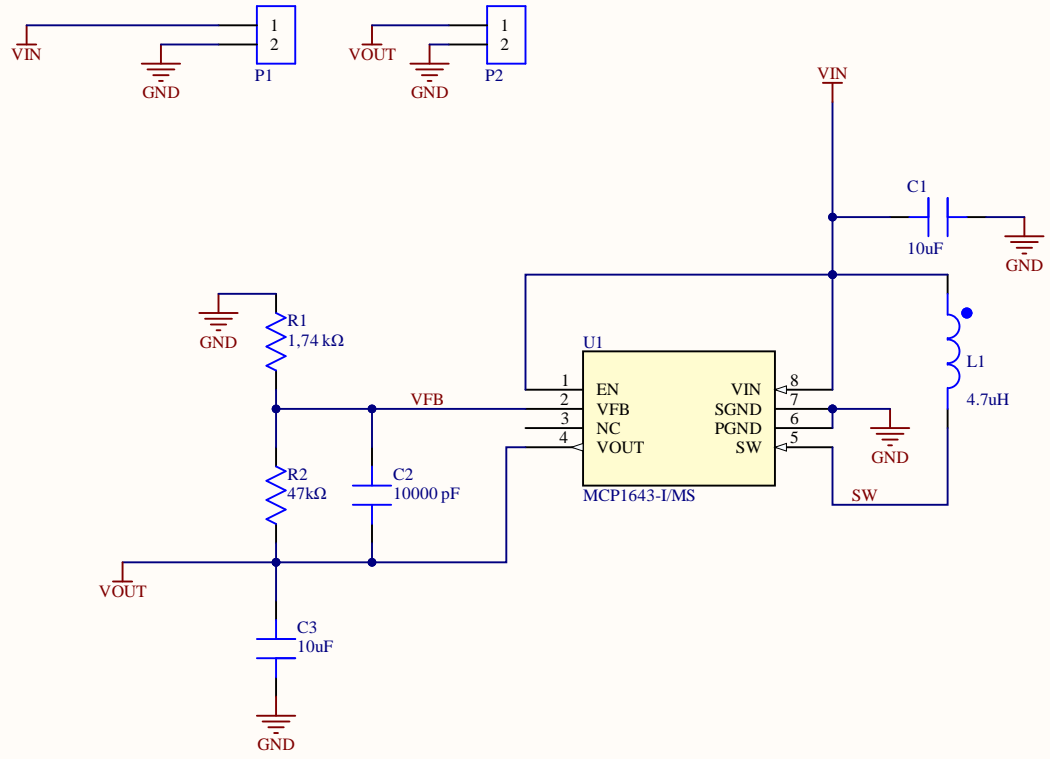 1
2
VIN
GND
P1
1
2
VOUT
GND
P2
VIN
C1
10uF
GND
GND
R1
1,74 kΩ
U1
L1
4.7uH
1
EN
VIN
8
VFB
2
VFB
SGND
7
3
NC
PGND
6
4
VOUT
SW
5
GND
R2
47kΩ
C2
10000 pF
MCP1643-I/MS
SW
VOUT
C3
10uF
GND